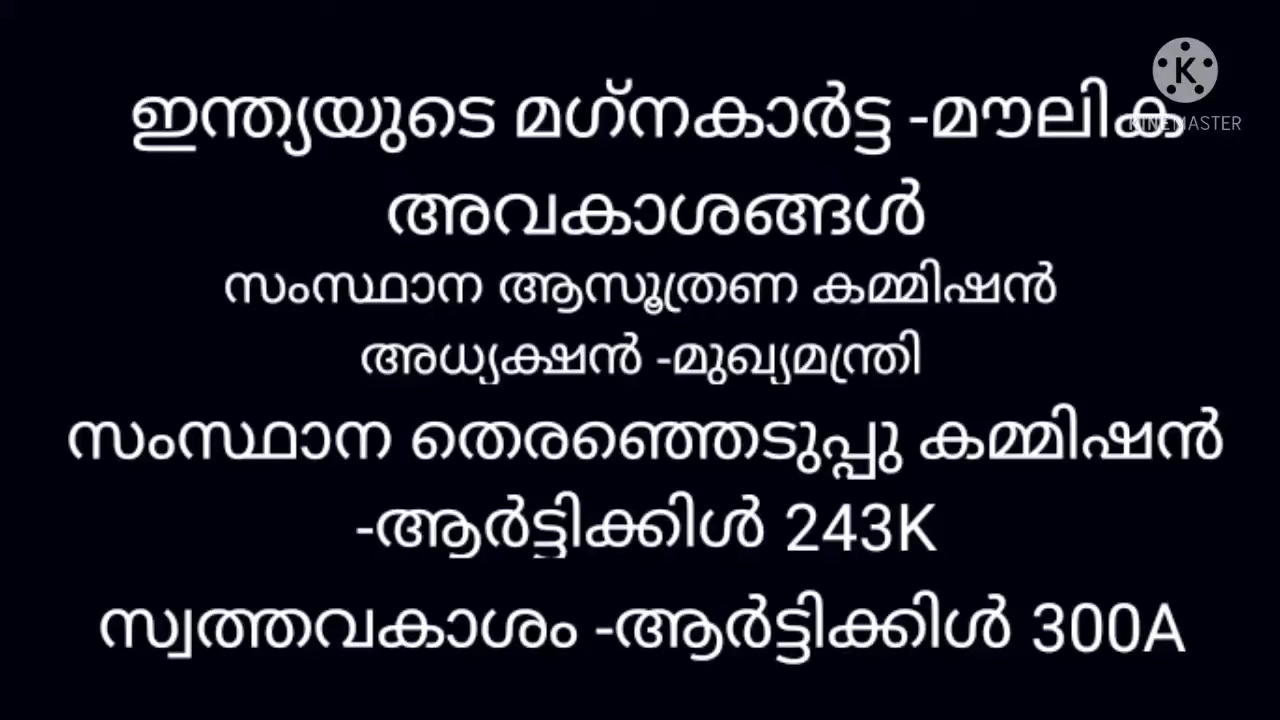 ഇന്ത്യയുടെ മഗ്‌നകാർട്ട -മൗലിക
KINEMASTER
അവകാശങ്ങൾ
സംസ്ഥാന ആസൂത്രണ കമ്മിഷൻ
അധ്യക്ഷൻ -മുഖ്യമന്ത്രി
സംസ്ഥാന തെരഞ്ഞെടുപ്പു കമ്മിഷൻ
-ആർട്ടിക്കിൾ 243K
സ്വത്തവകാശം -ആർട്ടിക്കിൾ 300A